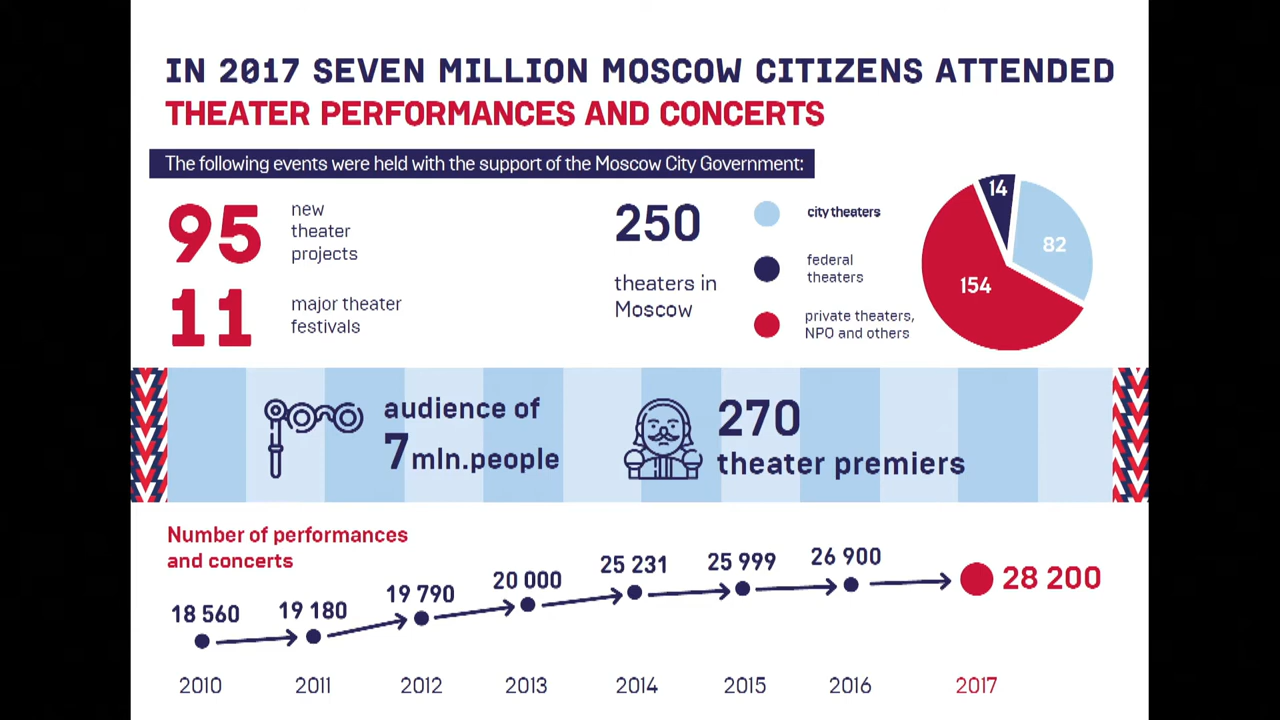 IN 2017 SEVEN MILLION MOSCOW CITIZENS ATTENDED
THEATER PERFORMANCES AND CONCERTS
The following events were held with the support of the Moscow City Government:
95
new
theater
projects
11
major theater
festivals
250
theaters in
Moscow
city theaters
federal
theaters
private theaters,
NPO and others
14
82
154
audience of
7 mln.people
270
theater premiers
Number of performances
and concerts
18 560
19 180
19 790
20 000
25 231
25 999
26 900
28 200
2010
2011
2012
2013
2014
2015
2016
2017